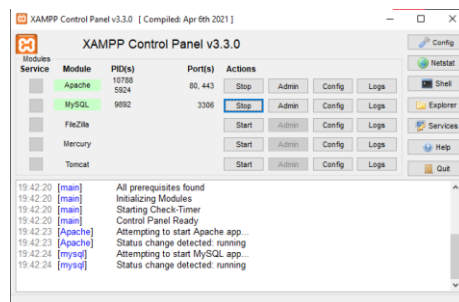 XAMPP Control Panel v3.3.0 [ Compiled: Apr 6th 2021 ]
XAMPP Control Panel v3.3.0
Config
Modules
Service Module PID(s) Port(s) Actions
Netstat
Apache 10788 5924 80, 443 Stop Admin Config Logs
Shell
MySQL 9892 3306 Stop Admin Config Logs
Explorer
FileZilla Start Admin Config Logs
Services
Mercury Start Admin Config Logs
Help
Tomcat Start Admin Config Logs
Quit
19:42:20 [main] All prerequisites found
19:42:20 [main] Initializing Modules
19:42:20 [main] Starting Check-Timer
19:42:20 [main] Control Panel Ready
19:42:23 [Apache] Attempting to start Apache app...
19:42:23 [Apache] Status change detected: running
19:42:24 [mysql] Attempting to start MySQL app...
19:42:24 [mysql] Status change detected: running